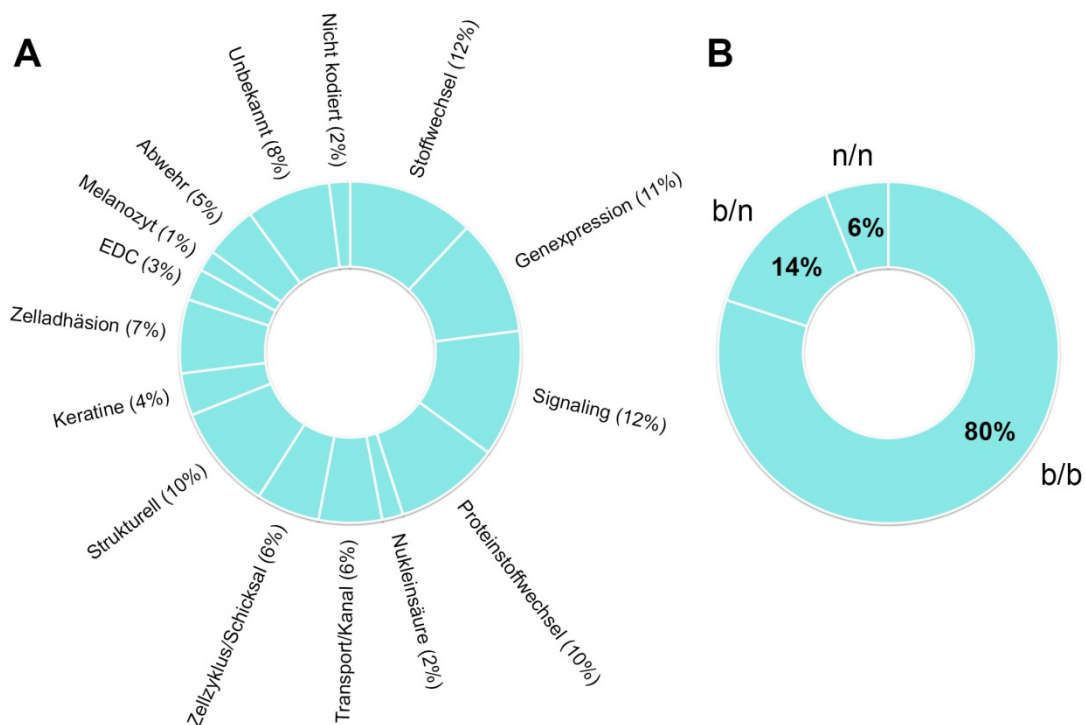 A
Stoffwechsel (12%)
Genexpression (11%)
Signaling (12%)
Proteinstoffwechsel (10%)
Nukleinsäure (2%)
Transport/Kanal (6%)
Zellzyklus/Schicksal (6%)
Strukturell (10%)
Keratine (4%)
Zelladhäsion (7%)
EDC (3%)
Melanozyt (1%)
Abwehr (5%)
Unbekannt (8%)
Nicht kodiert (2%)
B
n/n
6%
b/n
14%
80%
b/b